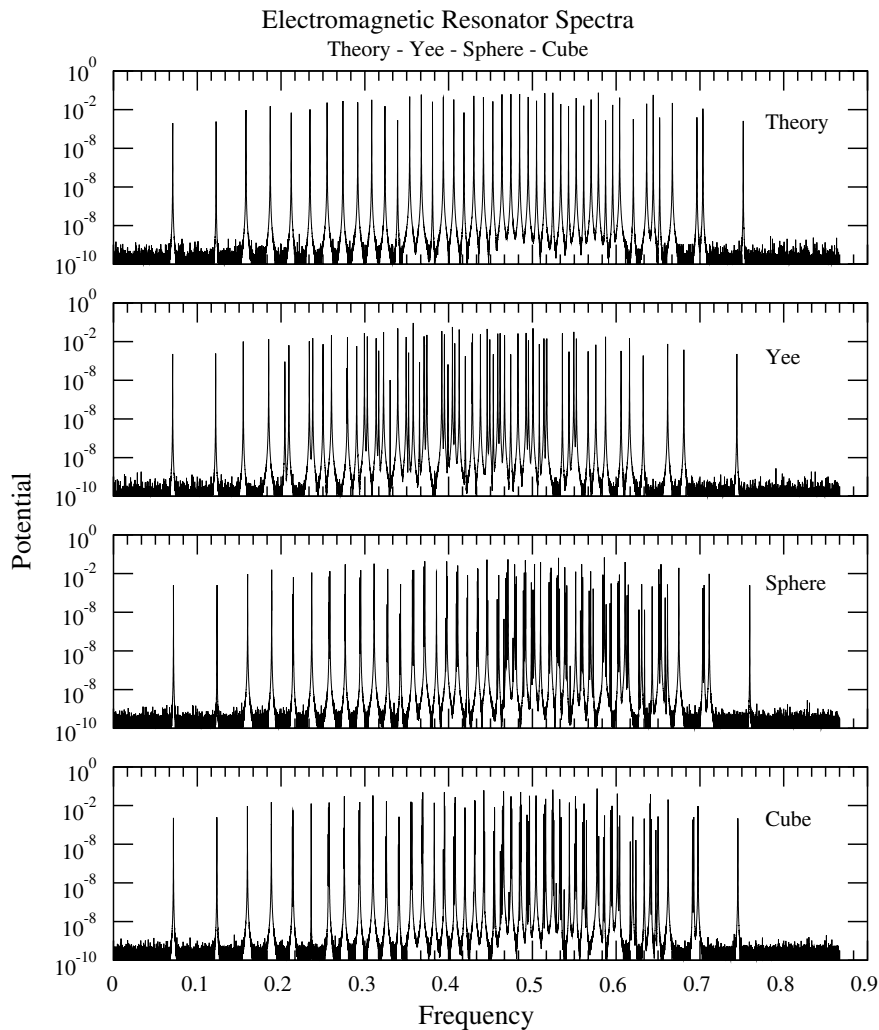 Electromagnetic Resonator Spectra
Theory - Yee - Sphere - Cube
10^0
10^-2
10^-8
10^-8
10^-8
10^-10
Theory
10^0
10^-2
10^-8
10^-8
10^-8
10^-10
Yee
Potential
10^0
10^-2
10^-8
10^-8
10^-8
10^-10
Sphere
10^0
10^-2
10^-8
10^-8
10^-8
10^-10
Cube
0 0.1 0.2 0.3 0.4 0.5 0.6 0.7 0.8 0.9
Frequency